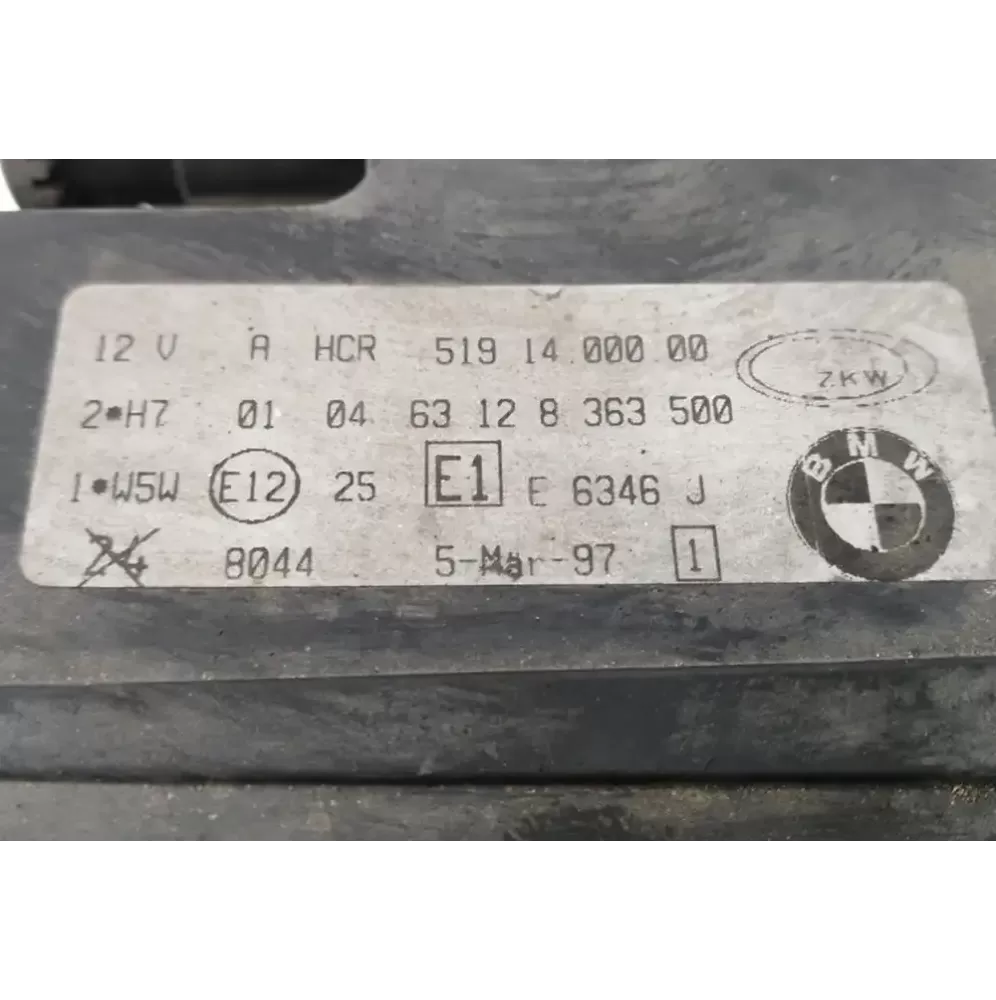 12 V A HCR 519 14 000 00
ZKW
2*H7 01 04 63 12 8 363 500
BMW
1*W5W E12 25 E1 E 6346 J
24 8044 5-Mar-97 1